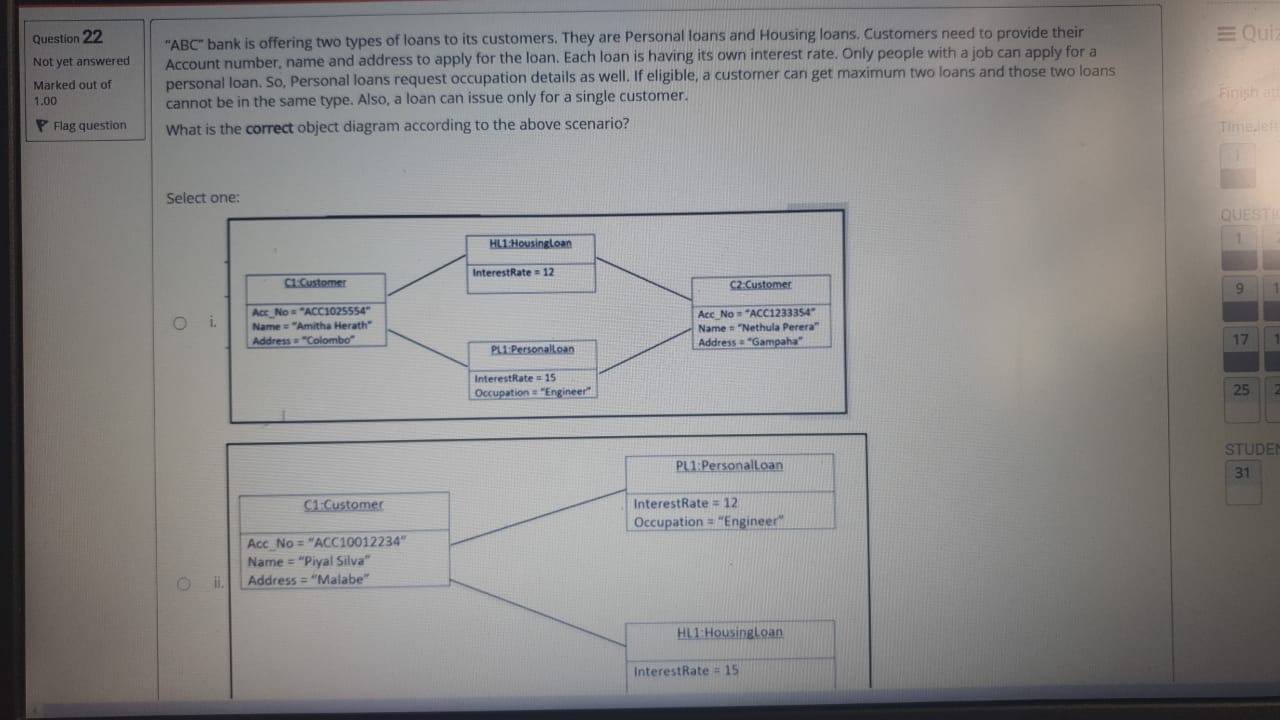 Question 22
Not yet answered
Marked out of
1.00
Flag question
"ABC" bank is offering two types of loans to its customers. They are Personal loans and Housing loans. Customers need to provide their
Account number, name and address to apply for the loan. Each loan is having its own interest rate. Only people with a job can apply for a
personal loan. So, Personal loans request occupation details as well. If eligible, a customer can get maximum two loans and those two loans
cannot be in the same type. Also, a loan can issue only for a single customer.
What is the correct object diagram according to the above scenario?
Select one:
i.
C1:Customer
Acc_No = "ACC1025554"
Name = "Amitha Herath"
Address = "Colombo"
HL1:HousingLoan
InterestRate = 12
PL1:PersonalLoan
InterestRate = 15
Occupation = "Engineer"
C2:Customer
Acc_No = "ACC1233354"
Name = "Nethula Perera"
Address = "Gampaha"
ii.
C1:Customer
Acc_No = "ACC10012234"
Name = "Piyal Silva"
Address = "Malabe"
PL1:PersonalLoan
InterestRate = 12
Occupation = "Engineer"
HL1:HousingLoan
InterestRate = 15
Quiz
Finish
Time left
1
QUEST
1
9
17
25
STUDE
31